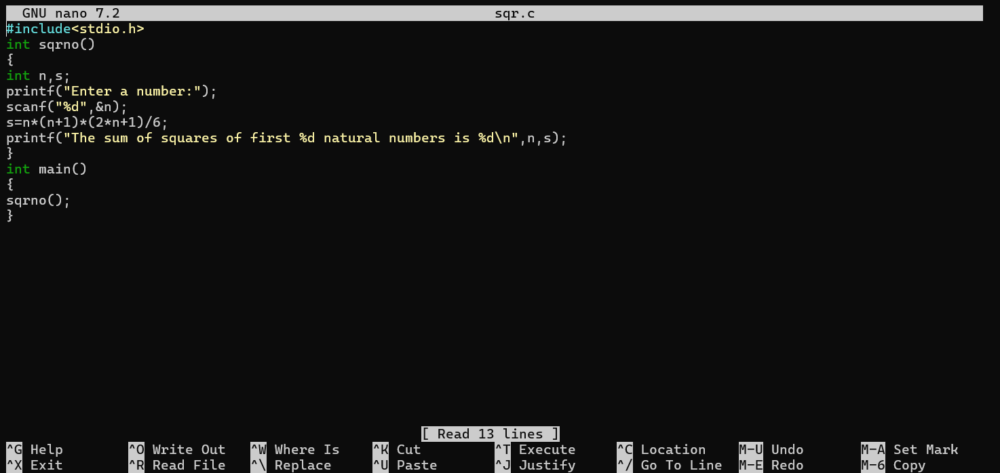 GNU nano 7.2 sqr.c
#include<stdio.h>
int sqrno()
{
int n,s;
printf("Enter a number:");
scanf("%d",&n);
s=n*(n+1)*(2*n+1)/6;
printf("The sum of squares of first %d natural numbers is %d\n",n,s);
}
int main()
{
sqrno();
}
[ Read 13 lines ]
^G Help ^O Write Out ^W Where Is ^K Cut ^T Execute ^C Location M-U Undo M-A Set Mark
^X Exit ^R Read File ^\ Replace ^U Paste ^J Justify ^/ Go To Line M-E Redo M-6 Copy